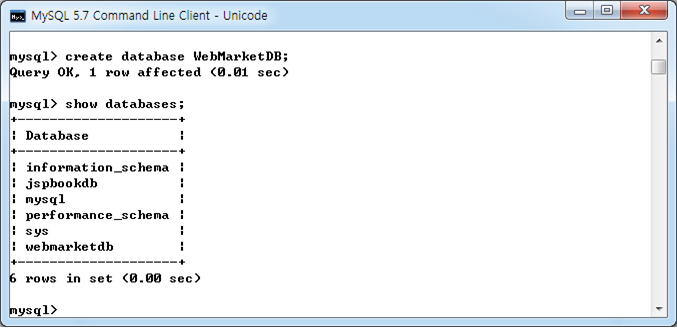 MySQL 5.7 Command Line Client - Unicode
mysql> create database WebMarketDB;
Query OK, 1 row affected (0.01 sec)
mysql> show databases;
+--------------------+
| Database           |
+--------------------+
| information_schema |
| jspbookdb          |
| mysql              |
| performance_schema |
| sys                |
| webmarketdb        |
+--------------------+
6 rows in set (0.00 sec)
mysql>